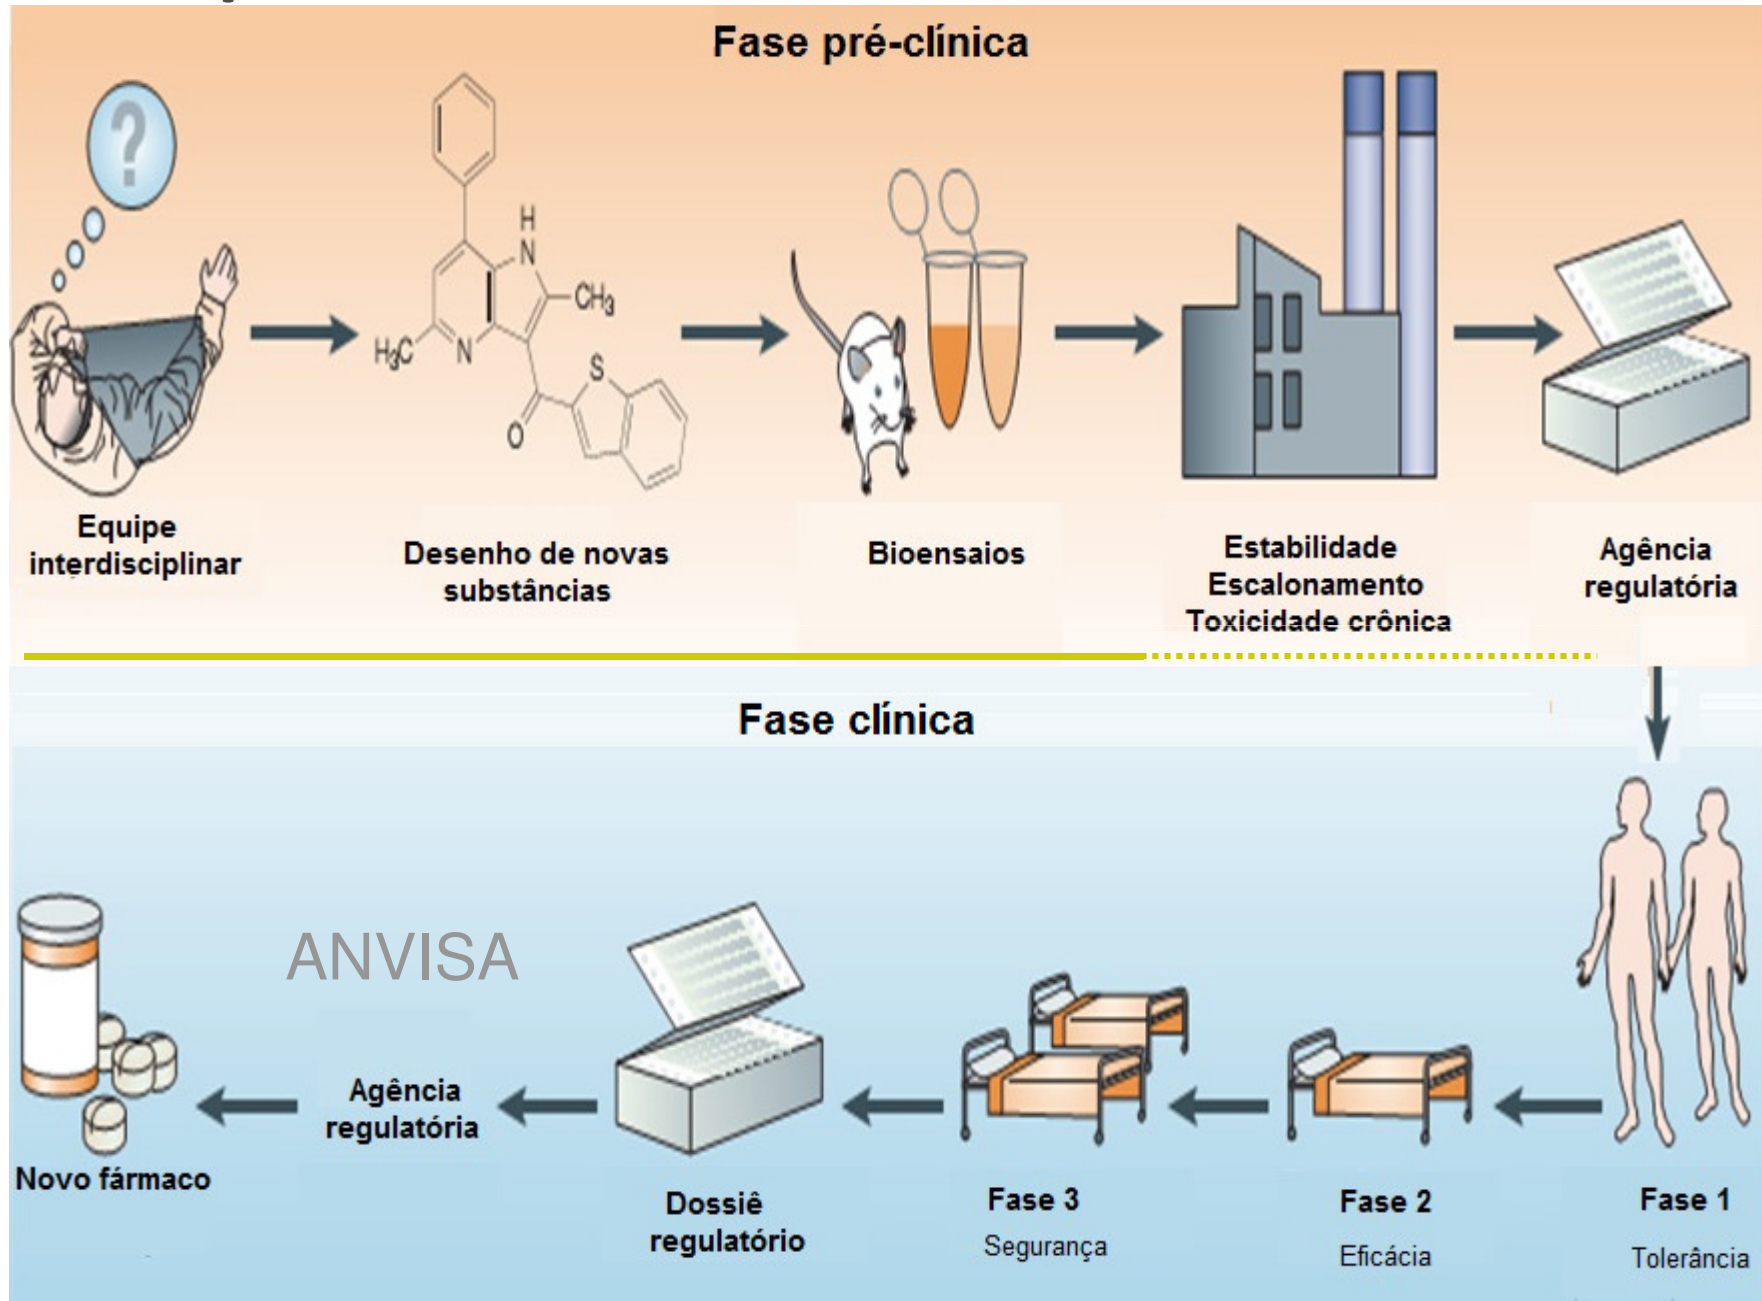 Fase pré-clínica
?
H
N
CH₃
H₃C
N
S
O
Equipe
interdisciplinar
Desenho de novas
substâncias
Bioensaios
Estabilidade
Escalonamento
Toxicidade crônica
Agência
regulatória
Fase clínica
ANVISA
Agência
regulatória
Novo fármaco
Dossiê
regulatório
Fase 3
Segurança
Fase 2
Eficácia
Fase 1
Tolerância